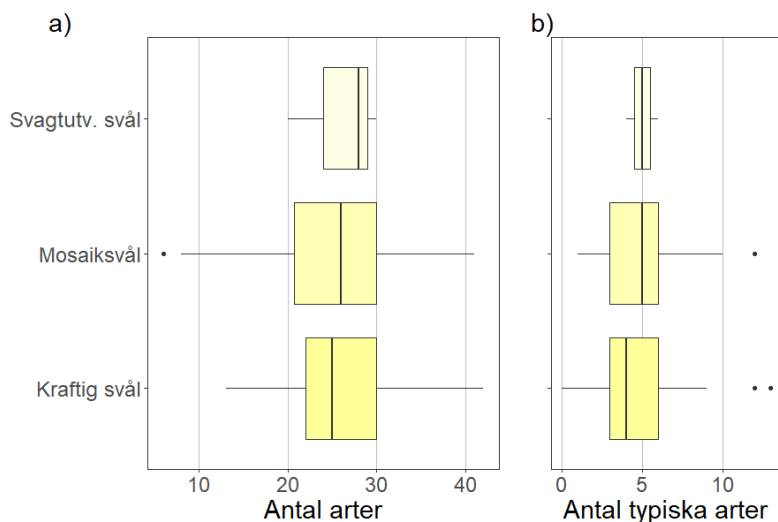 a)
b)
Svagtutv. svål
Mosaiksvål
Kraftig svål
10 20 30 40
0 5 10
Antal arter
Antal typiska arter